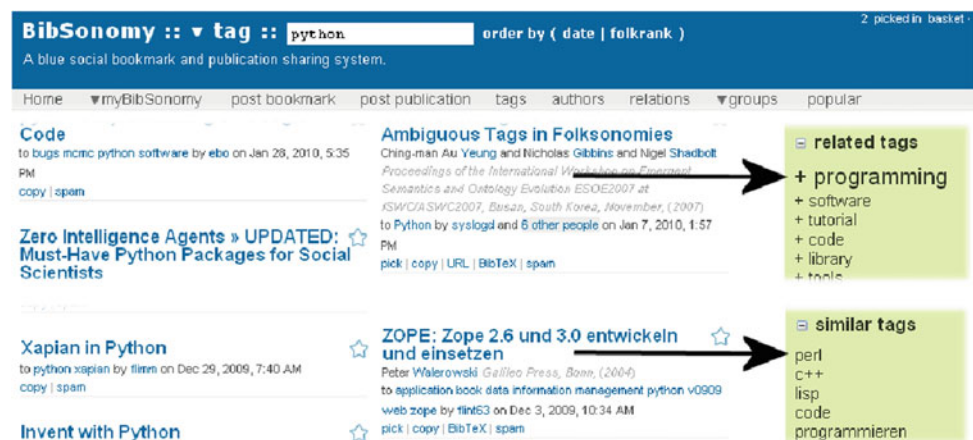 BibSonomy :: ▾ tag :: python order by ( date | folkrank )
2 picked in basket ·
A blue social bookmark and publication sharing system.
Home ▾myBibSonomy post bookmark post publication tags authors relations ▾groups popular
Code
to bugs mcmc python software by ebo on Jan 28, 2010, 5:35
PM
copy | spam
Zero Intelligence Agents » UPDATED:
Must-Have Python Packages for Social
Scientists
Xapian in Python
to python xapian by flimm on Dec 29, 2009, 7:40 AM
copy | spam
Invent with Python
Ambiguous Tags in Folksonomies
Ching-man Au Yeung and Nicholas Gibbins and Nigel Shadbolt
Proceedings of the International Workshop on Emergent
Semantics and Ontology Evolution ESOE2007 at
ISWC/ASWC2007, Busan, South Korea, November, (2007)
to Python by syslogd and 6 other people on Jan 7, 2010, 1:57
PM
pick | copy | URL | BibTeX | spam
ZOPE: Zope 2.6 und 3.0 entwickeln
und einsetzen
Peter Walerowski Galileo Press, Bonn, (2004)
to application book data information management python v0909
web zope by flint63 on Dec 3, 2009, 10:34 AM
pick | copy | BibTeX | spam
related tags
+ programming
+ software
+ tutorial
+ code
+ library
+ tools
similar tags
perl
c++
lisp
code
programmieren